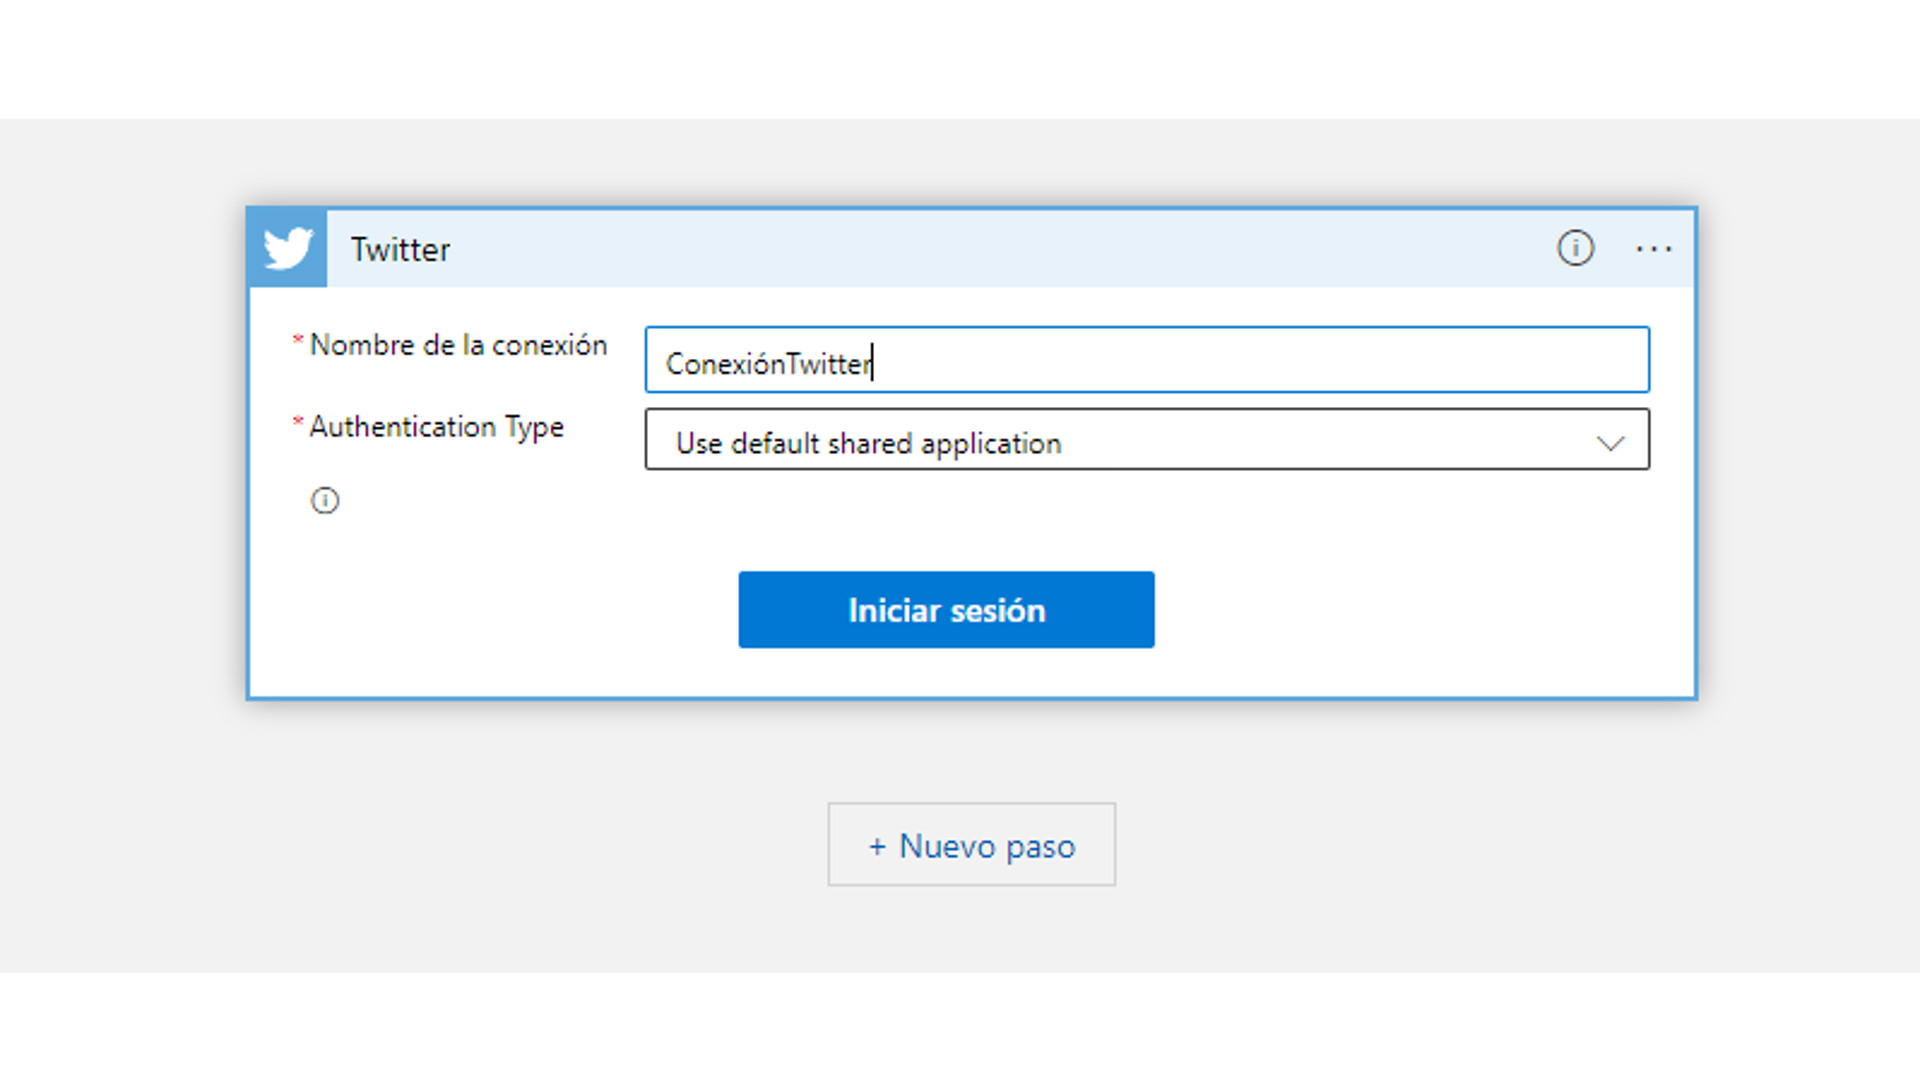 Twitter
* Nombre de la conexión
ConexiónTwitter
* Authentication Type
Use default shared application
Iniciar sesión
+ Nuevo paso